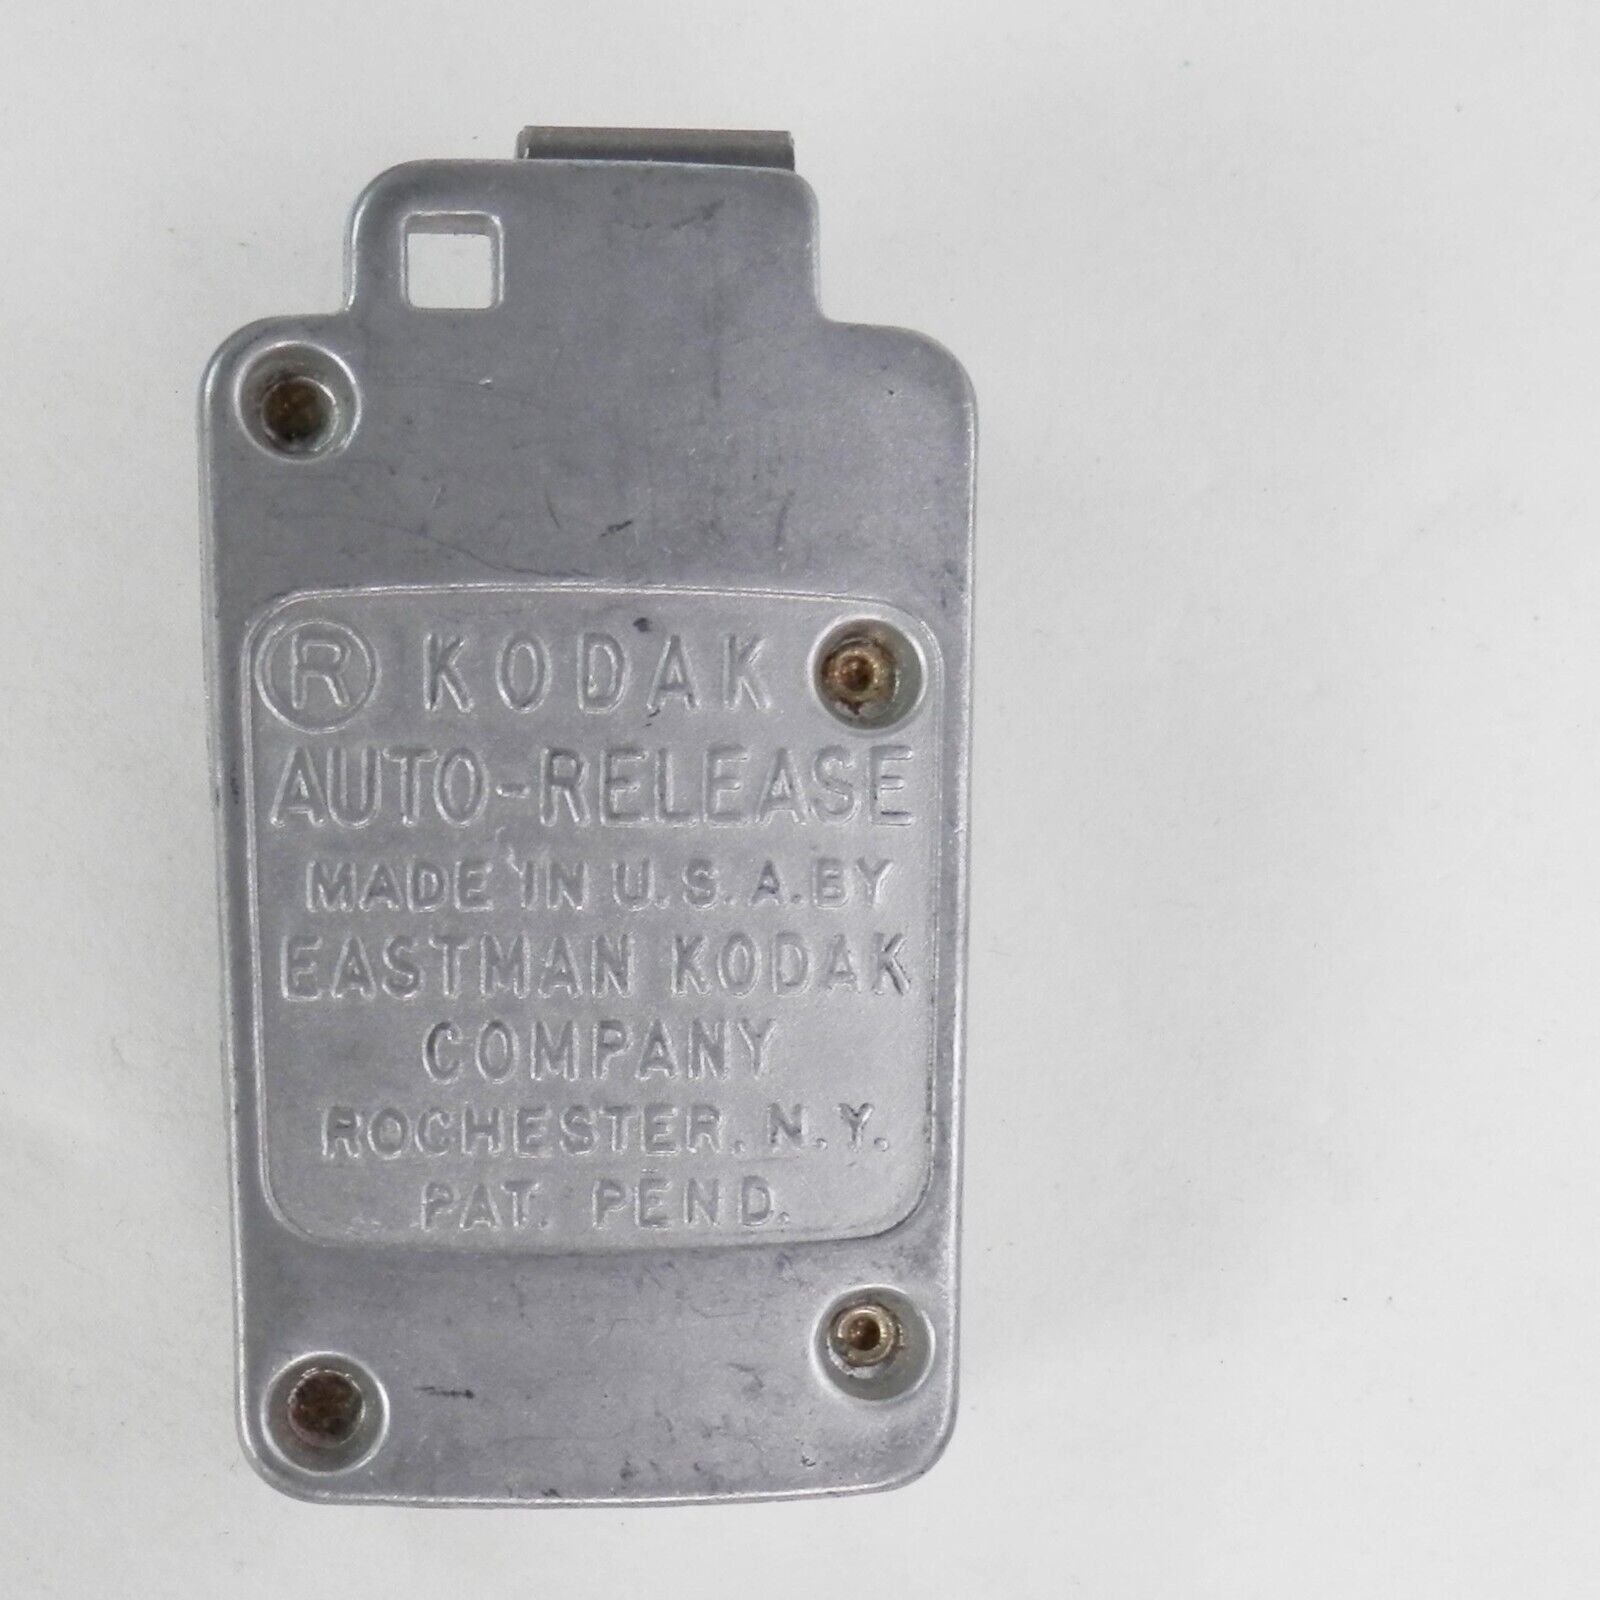 ® KODAK
AUTO-RELEASE
MADE IN U.S.A. BY
EASTMAN KODAK
COMPANY
ROCHESTER. N.Y.
PAT. PEND.